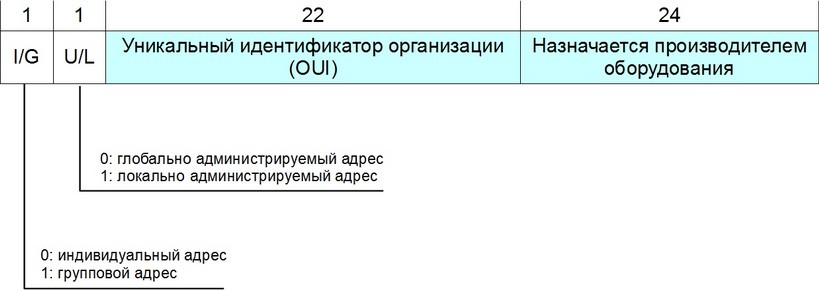 1 1 22 24
I/G U/L Уникальный идентификатор организации (OUI) Назначается производителем оборудования
0: глобально администрируемый адрес
1: локально администрируемый адрес
0: индивидуальный адрес
1: групповой адрес